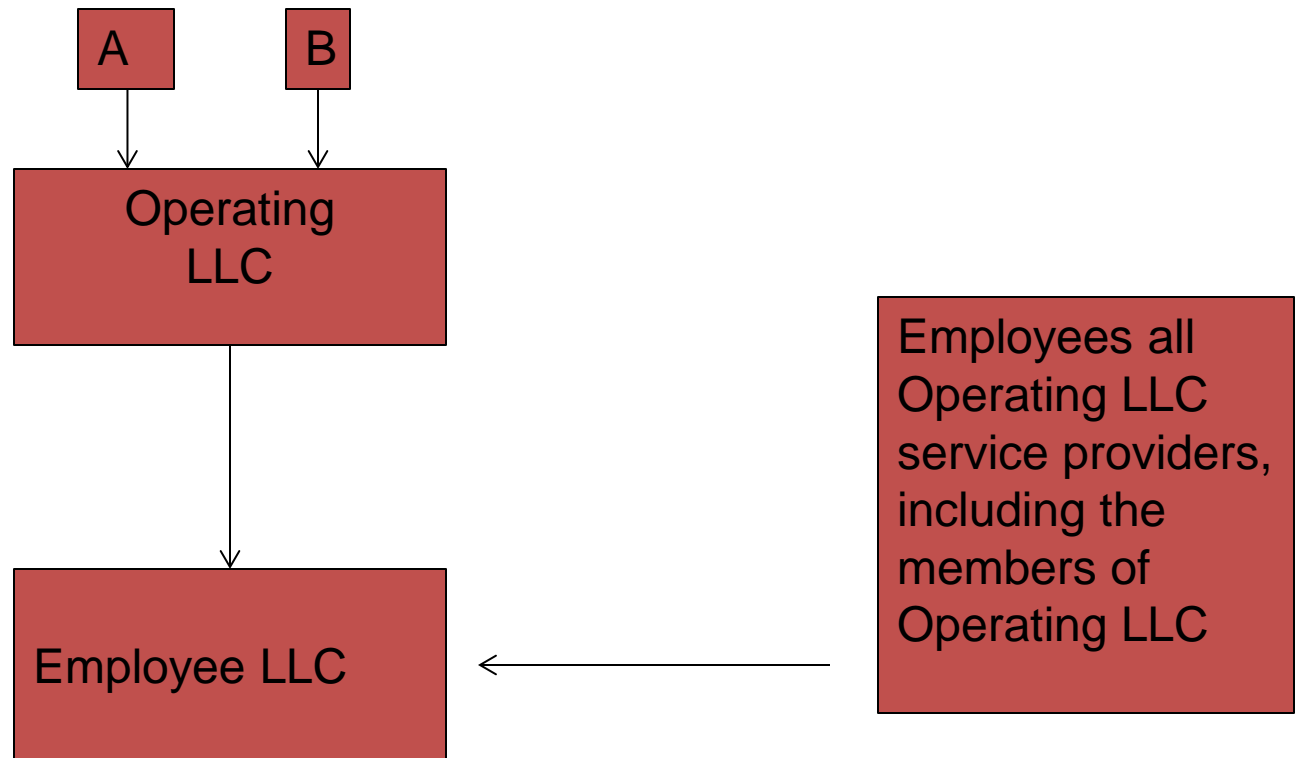 A
B
Operating
LLC
Employees all
Operating LLC
service providers,
including the
members of
Operating LLC
Employee LLC